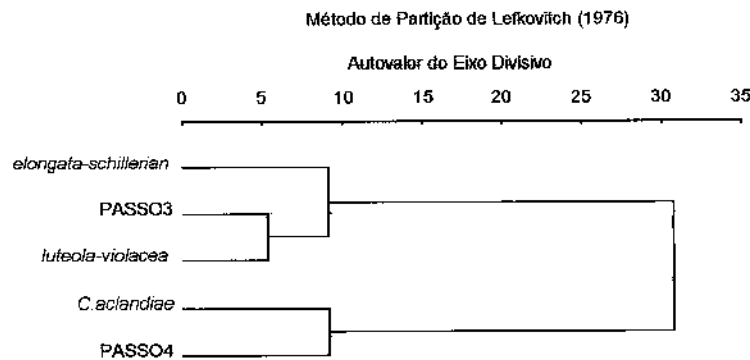 Método de Partição de Lefkovitch (1976)
Autovalor do Eixo Divisivo
0 5 10 15 20 25 30 35
elongata-schillerian
PASSO3
luteola-violacea
C.aclandiae
PASSO4